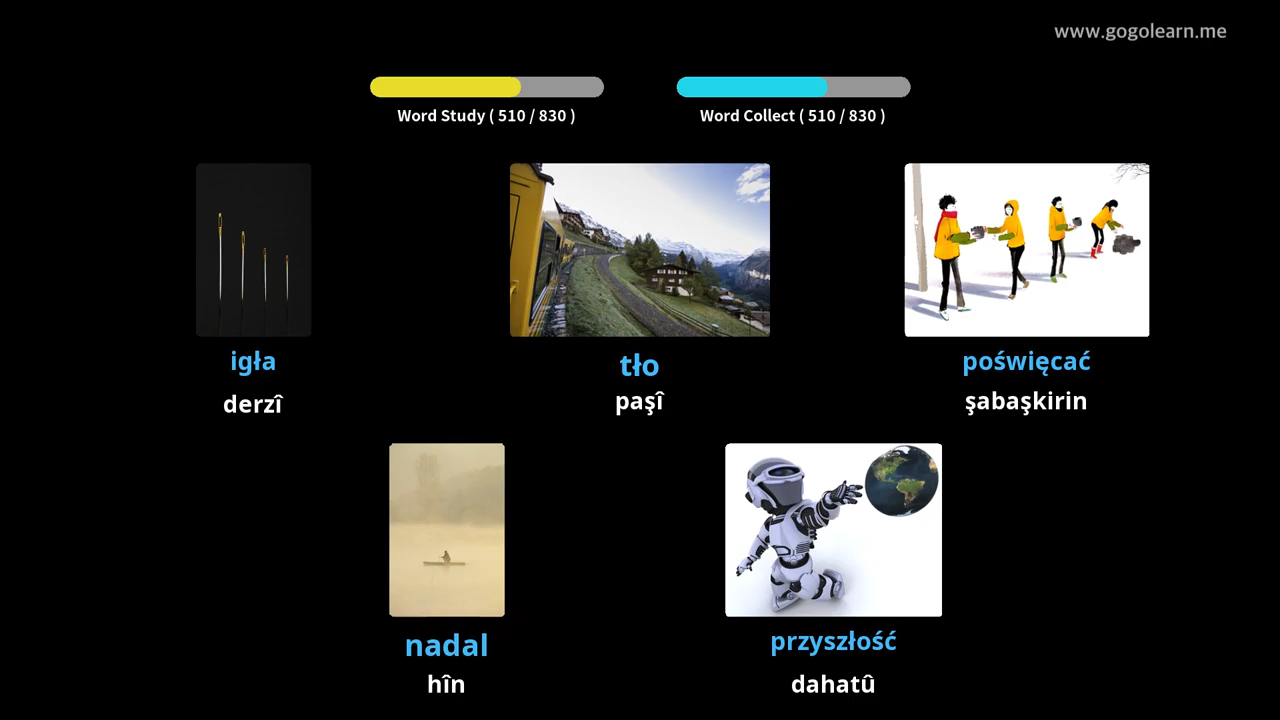 www.gogolearn.me
Word Study ( 510 / 830 )
Word Collect ( 510 / 830 )
igła
derzî
tło
paşî
poświęcać
şabaşkirin
nadal
hîn
przyszłość
dahatû